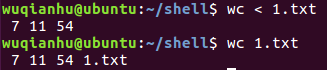 wuqianhu@ubuntu:~/shell$ wc < 1.txt
 7 11 54
wuqianhu@ubuntu:~/shell$ wc 1.txt
 7 11 54 1.txt